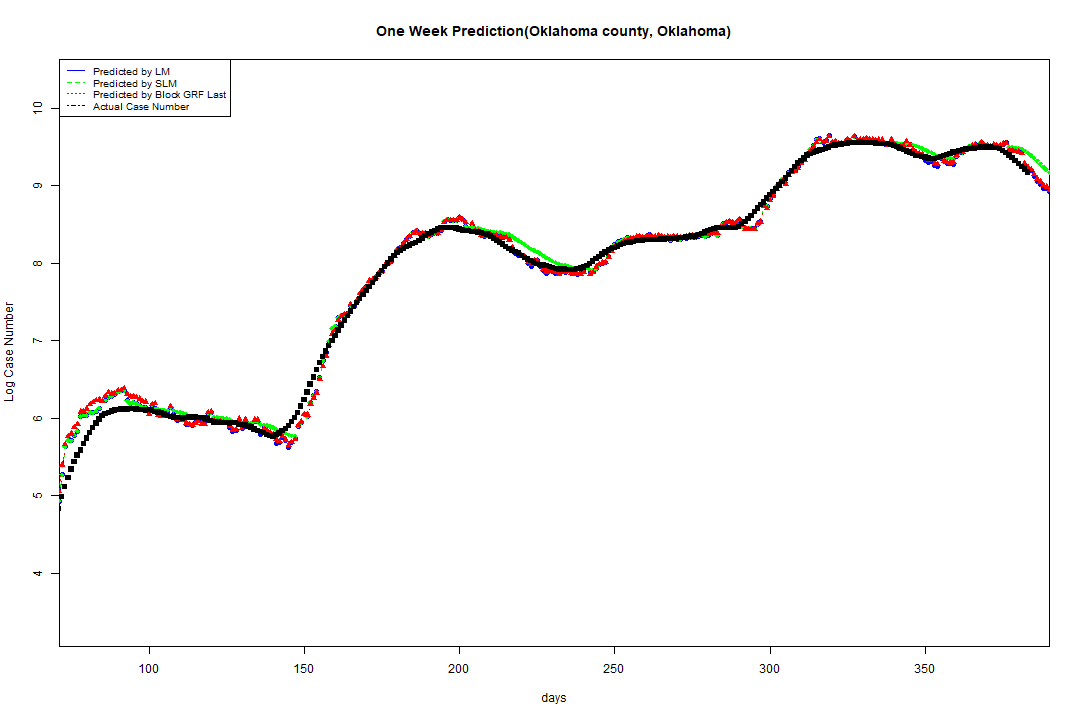 One Week Prediction(Oklahoma county, Oklahoma)
Predicted by LM
Predicted by SLM
Predicted by Block GRF Last
Actual Case Number
10
9
8
7
6
5
4
Log Case Number
100 150 200 250 300 350
days